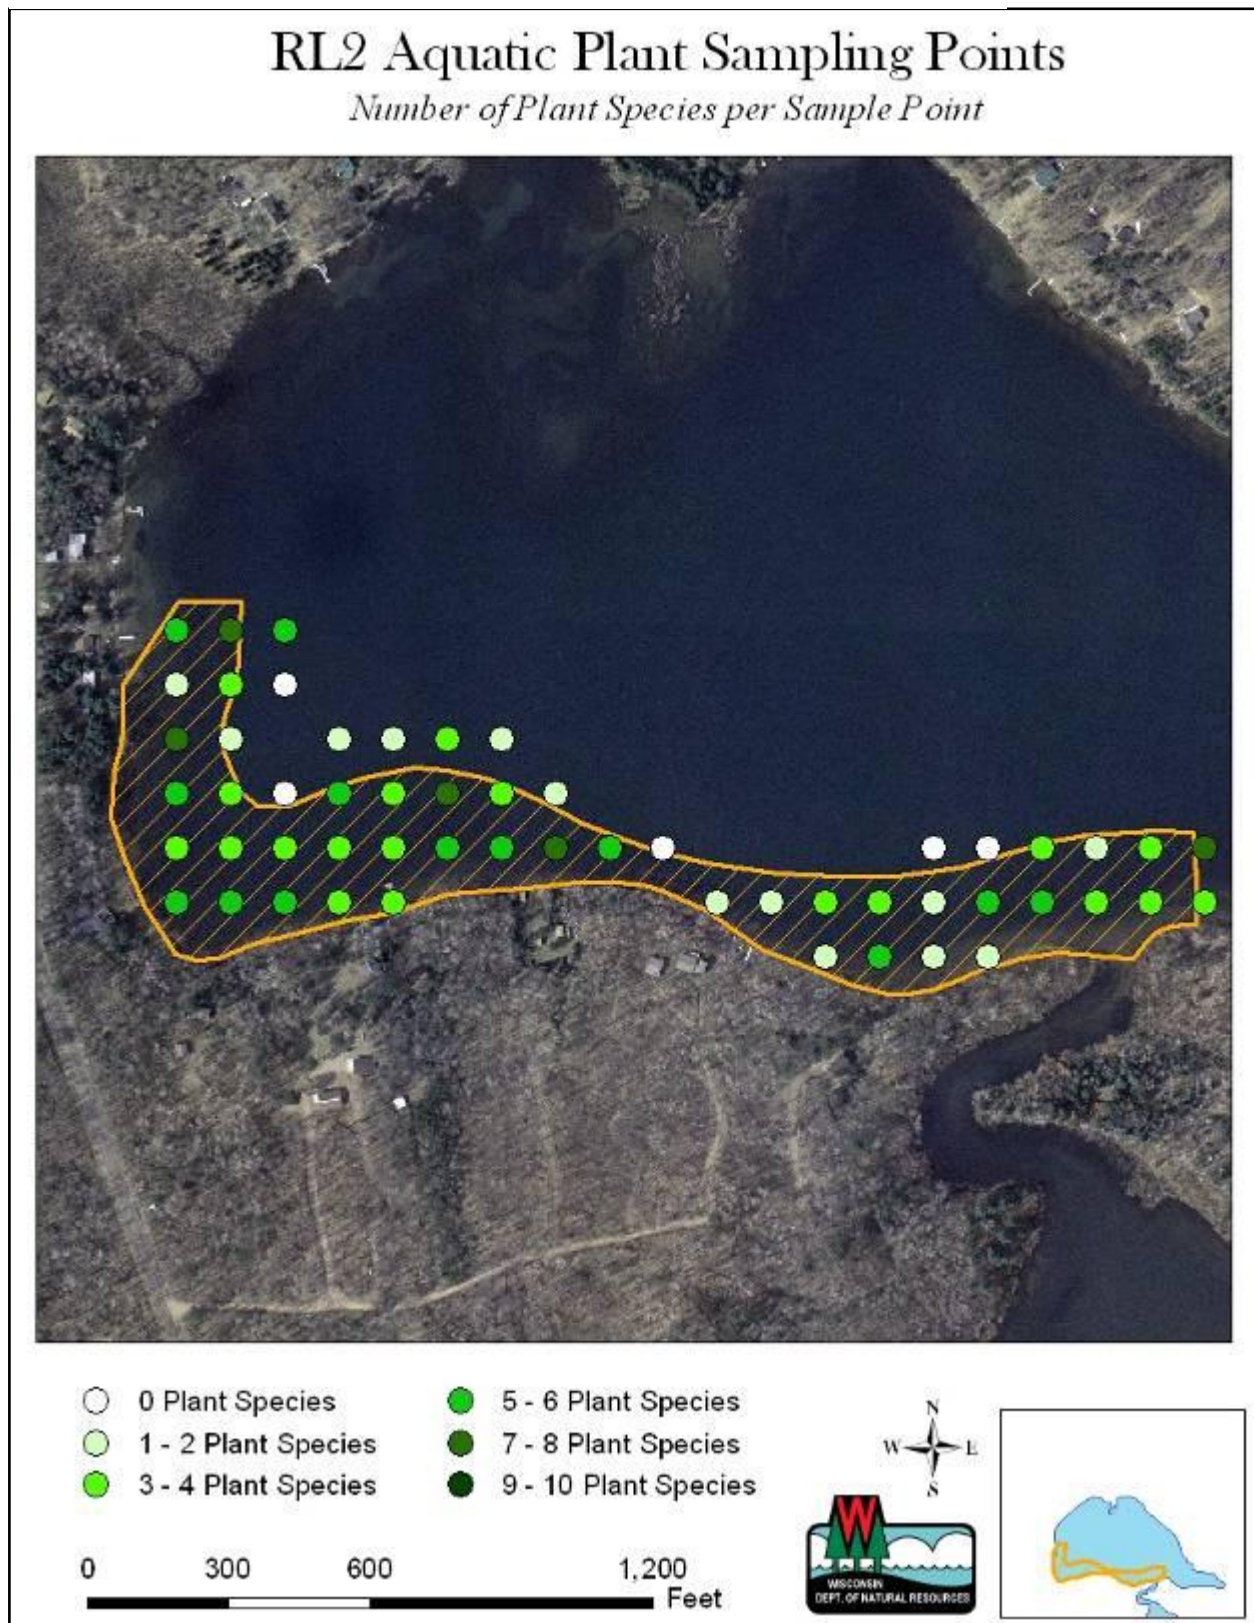 RL2 Aquatic Plant Sampling Points
Number of Plant Species per Sample Point
0 Plant Species
1 - 2 Plant Species
3 - 4 Plant Species
5 - 6 Plant Species
7 - 8 Plant Species
9 - 10 Plant Species
N
W E
S
0 300 600 1,200
Feet
W
WISCONSIN
DEPT. OF NATURAL RESOURCES